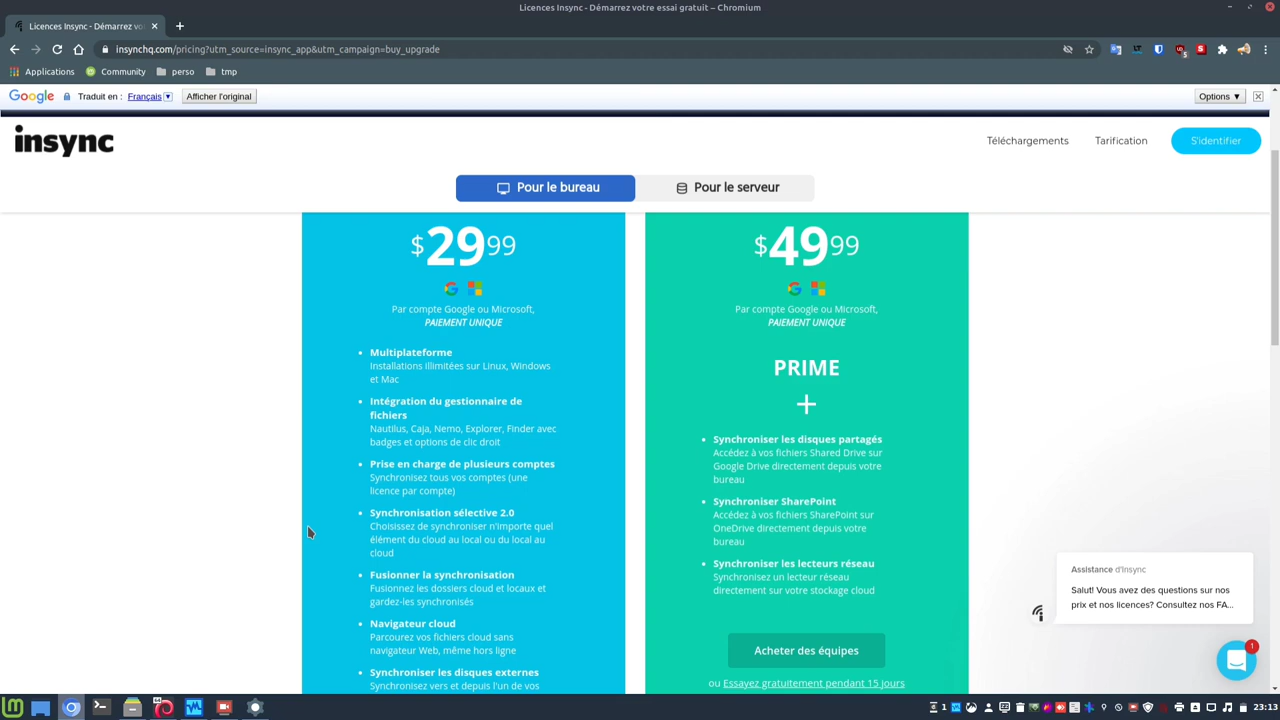 Licences Insync - Démarrez votre essai gratuit – Chromium
Licences Insync - Démarrez vo
insynchq.com/pricing?utm_source=insync_app&utm_campaign=buy_upgrade
Applications
Community
perso
tmp
Google
Traduit en :
Français
Afficher l'original
Options ▼
insync
Téléchargements
Tarification
S'identifier
Pour le bureau
Pour le serveur
$2999
Par compte Google ou Microsoft,
PAIEMENT UNIQUE
• Multiplateforme
Installations illimitées sur Linux, Windows
et Mac
• Intégration du gestionnaire de
fichiers
Nautilus, Caja, Nemo, Explorer, Finder avec
badges et options de clic droit
• Prise en charge de plusieurs comptes
Synchronisez tous vos comptes (une
licence par compte)
• Synchronisation sélective 2.0
Choisissez de synchroniser n'importe quel
élément du cloud au local ou du local au
cloud
• Fusionner la synchronisation
Fusionnez les dossiers cloud et locaux et
gardez-les synchronisés
• Navigateur cloud
Parcourez vos fichiers cloud sans
navigateur Web, même hors ligne
• Synchroniser les disques externes
Synchronisez vers et depuis l'un de vos
$4999
Par compte Google ou Microsoft,
PAIEMENT UNIQUE
PRIME
+
• Synchroniser les disques partagés
Accédez à vos fichiers Shared Drive sur
Google Drive directement depuis votre
bureau
• Synchroniser SharePoint
Accédez à vos fichiers SharePoint sur
OneDrive directement depuis votre
bureau
• Synchroniser les lecteurs réseau
Synchronisez un lecteur réseau
directement sur votre stockage cloud
Acheter des équipes
ou Essayez gratuitement pendant 15 jours
Assistance d'Insync
Salut! Vous avez des questions sur nos
prix et nos licences? Consultez nos FA...
1
1
23:13